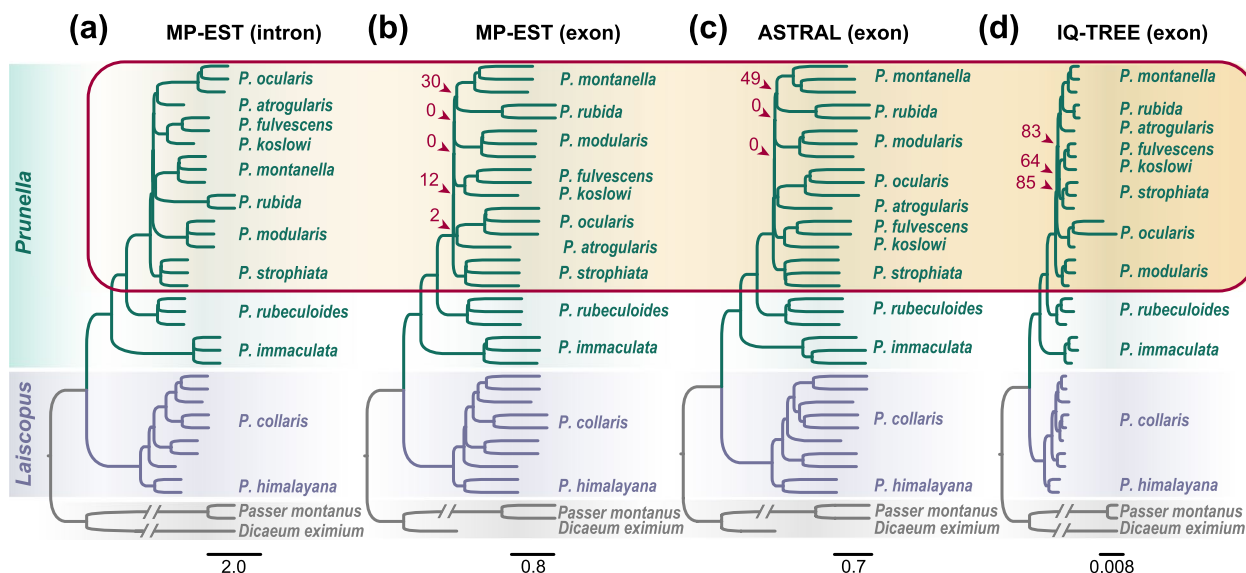 (a) MP-EST (intron)
(b) MP-EST (exon)
(c) ASTRAL (exon)
(d) IQ-TREE (exon)
Prunella
Laiscopus
P. ocularis
P. atrogularis
P. fulvescens
P. koslowi
P. montanella
P. rubida
P. modularis
P. strophiata
P. rubeculoides
P. immaculata
P. collaris
P. himalayana
Passer montanus
Dicaeum eximium
2.0
30
0
0
12
2
P. montanella
P. rubida
P. modularis
P. fulvescens
P. koslowi
P. ocularis
P. atrogularis
P. strophiata
P. rubeculoides
P. immaculata
P. collaris
P. himalayana
Passer montanus
Dicaeum eximium
0.8
49
0
0
P. montanella
P. rubida
P. modularis
P. ocularis
P. atrogularis
P. fulvescens
P. koslowi
P. strophiata
P. rubeculoides
P. immaculata
P. collaris
P. himalayana
Passer montanus
Dicaeum eximium
0.7
83
64
85
P. montanella
P. rubida
P. atrogularis
P. fulvescens
P. koslowi
P. strophiata
P. ocularis
P. modularis
P. rubeculoides
P. immaculata
P. collaris
P. himalayana
Passer montanus
Dicaeum eximium
0.008